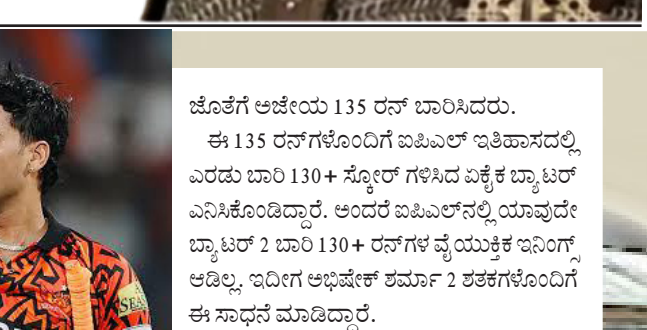 ಜೊತೆಗೆ ಅಜೇಯ 135 ರನ್ ಬಾರಿಸಿದರು.
ಈ 135 ರನ್‌ಗಳೊಂದಿಗೆ ಐಪಿಎಲ್ ಇತಿಹಾಸದಲ್ಲಿ
ಎರಡು ಬಾರಿ 130+ ಸ್ಕೋರ್ ಗಳಿಸಿದ ಏಕೈಕ ಬ್ಯಾಟರ್
ಎನಿಸಿಕೊಂಡಿದ್ದಾರೆ. ಅಂದರೆ ಐಪಿಎಲ್‌ನಲ್ಲಿ ಯಾವುದೇ
ಬ್ಯಾಟರ್ 2 ಬಾರಿ 130+ ರನ್‌ಗಳ ವೈಯುಕ್ತಿಕ ಇನಿಂಗ್ಸ್
ಆಡಿಲ್ಲ. ಇದೀಗ ಅಭಿಷೇಕ್ ಶರ್ಮಾ 2 ಶತಕಗಳೊಂದಿಗೆ
ಈ ಸಾಧನೆ ಮಾಡಿದ್ದಾರೆ.